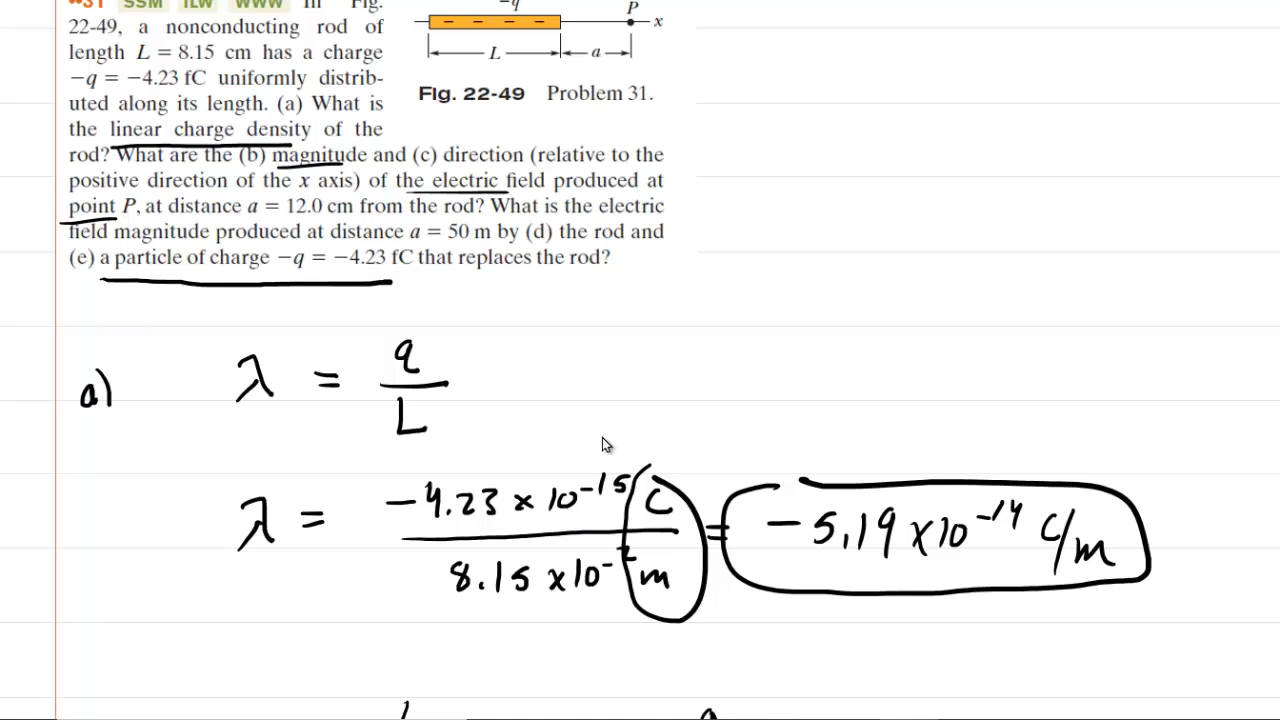 ••31 SSM ILW WWW In Fig.
22-49, a nonconducting rod of
length L = 8.15 cm has a charge
−q = −4.23 fC uniformly distrib-
uted along its length. (a) What is
the linear charge density of the
rod? What are the (b) magnitude and (c) direction (relative to the
positive direction of the x axis) of the electric field produced at
point P, at distance a = 12.0 cm from the rod? What is the electric
field magnitude produced at distance a = 50 m by (d) the rod and
(e) a particle of charge −q = −4.23 fC that replaces the rod?
−q P
− − − − x
L a
Fig. 22-49 Problem 31.
a) λ = q / L
λ = −4.23 × 10^-15 C / 8.15 × 10^-2 m = −5.19 × 10^-14 C/m